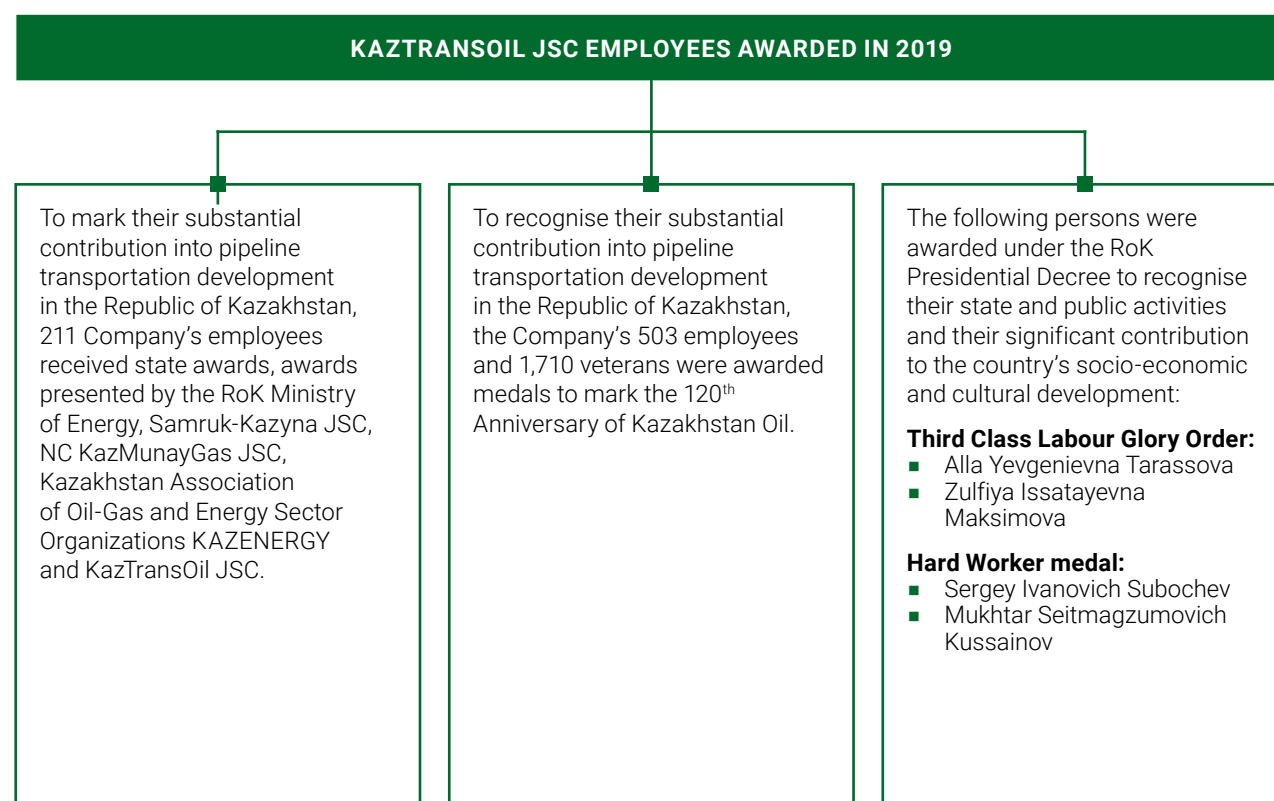 KAZTRANSOIL JSC EMPLOYEES AWARDED IN 2019
To mark their substantial
contribution into pipeline
transportation development
in the Republic of Kazakhstan,
211 Company’s employees
received state awards, awards
presented by the RoK Ministry
of Energy, Samruk-Kazyna JSC,
NC KazMunayGas JSC,
Kazakhstan Association
of Oil-Gas and Energy Sector
Organizations KAZENERGY
and KazTransOil JSC.
To recognise their substantial
contribution into pipeline
transportation development
in the Republic of Kazakhstan,
the Company’s 503 employees
and 1,710 veterans were awarded
medals to mark the 120th
Anniversary of Kazakhstan Oil.
The following persons were
awarded under the RoK
Presidential Decree to recognise
their state and public activities
and their significant contribution
to the country’s socio-economic
and cultural development:
Third Class Labour Glory Order:
■ Alla Yevgenievna Tarassova
■ Zulfiya Issatayevna
Maksimova
Hard Worker medal:
■ Sergey Ivanovich Subochev
■ Mukhtar Seitmagzumovich
Kussainov